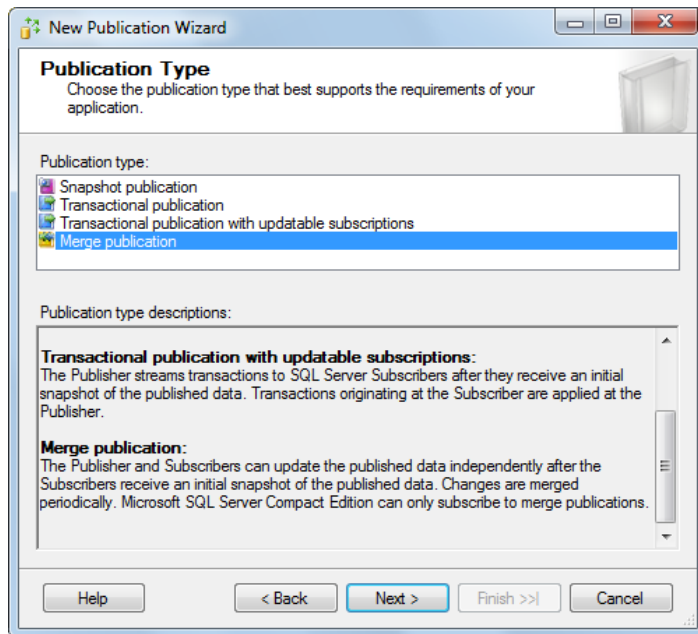 New Publication Wizard
Publication Type
Choose the publication type that best supports the requirements of your
application.
Publication type:
Snapshot publication
Transactional publication
Transactional publication with updatable subscriptions
Merge publication
Publication type descriptions:
Transactional publication with updatable subscriptions:
The Publisher streams transactions to SQL Server Subscribers after they receive an initial
snapshot of the published data. Transactions originating at the Subscriber are applied at the
Publisher.
Merge publication:
The Publisher and Subscribers can update the published data independently after the
Subscribers receive an initial snapshot of the published data. Changes are merged
periodically. Microsoft SQL Server Compact Edition can only subscribe to merge publications.
Help
< Back
Next >
Finish >>|
Cancel